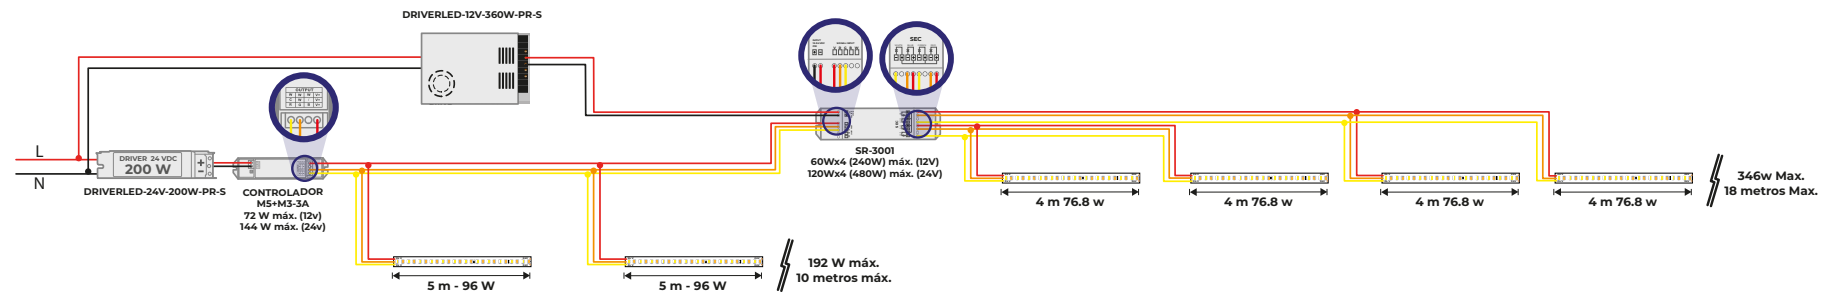 DRIVERLED-12V-360W-PR-S
L
N
DRIVER 24 VDC
200 W
+
-
DRIVERLED-24V-200W-PR-S
OUTPUT
CONTROLADOR
M5+M3-3A
72 W máx. (12v)
144 W máx. (24v)
5 m - 96 W
5 m - 96 W
192 W máx.
10 metros máx.
SEC
SR-3001
60Wx4 (240W) máx. (12V)
120Wx4 (480W) máx. (24V)
4 m 76.8 w
4 m 76.8 w
4 m 76.8 w
4 m 76.8 w
346w Max.
18 metros Max.